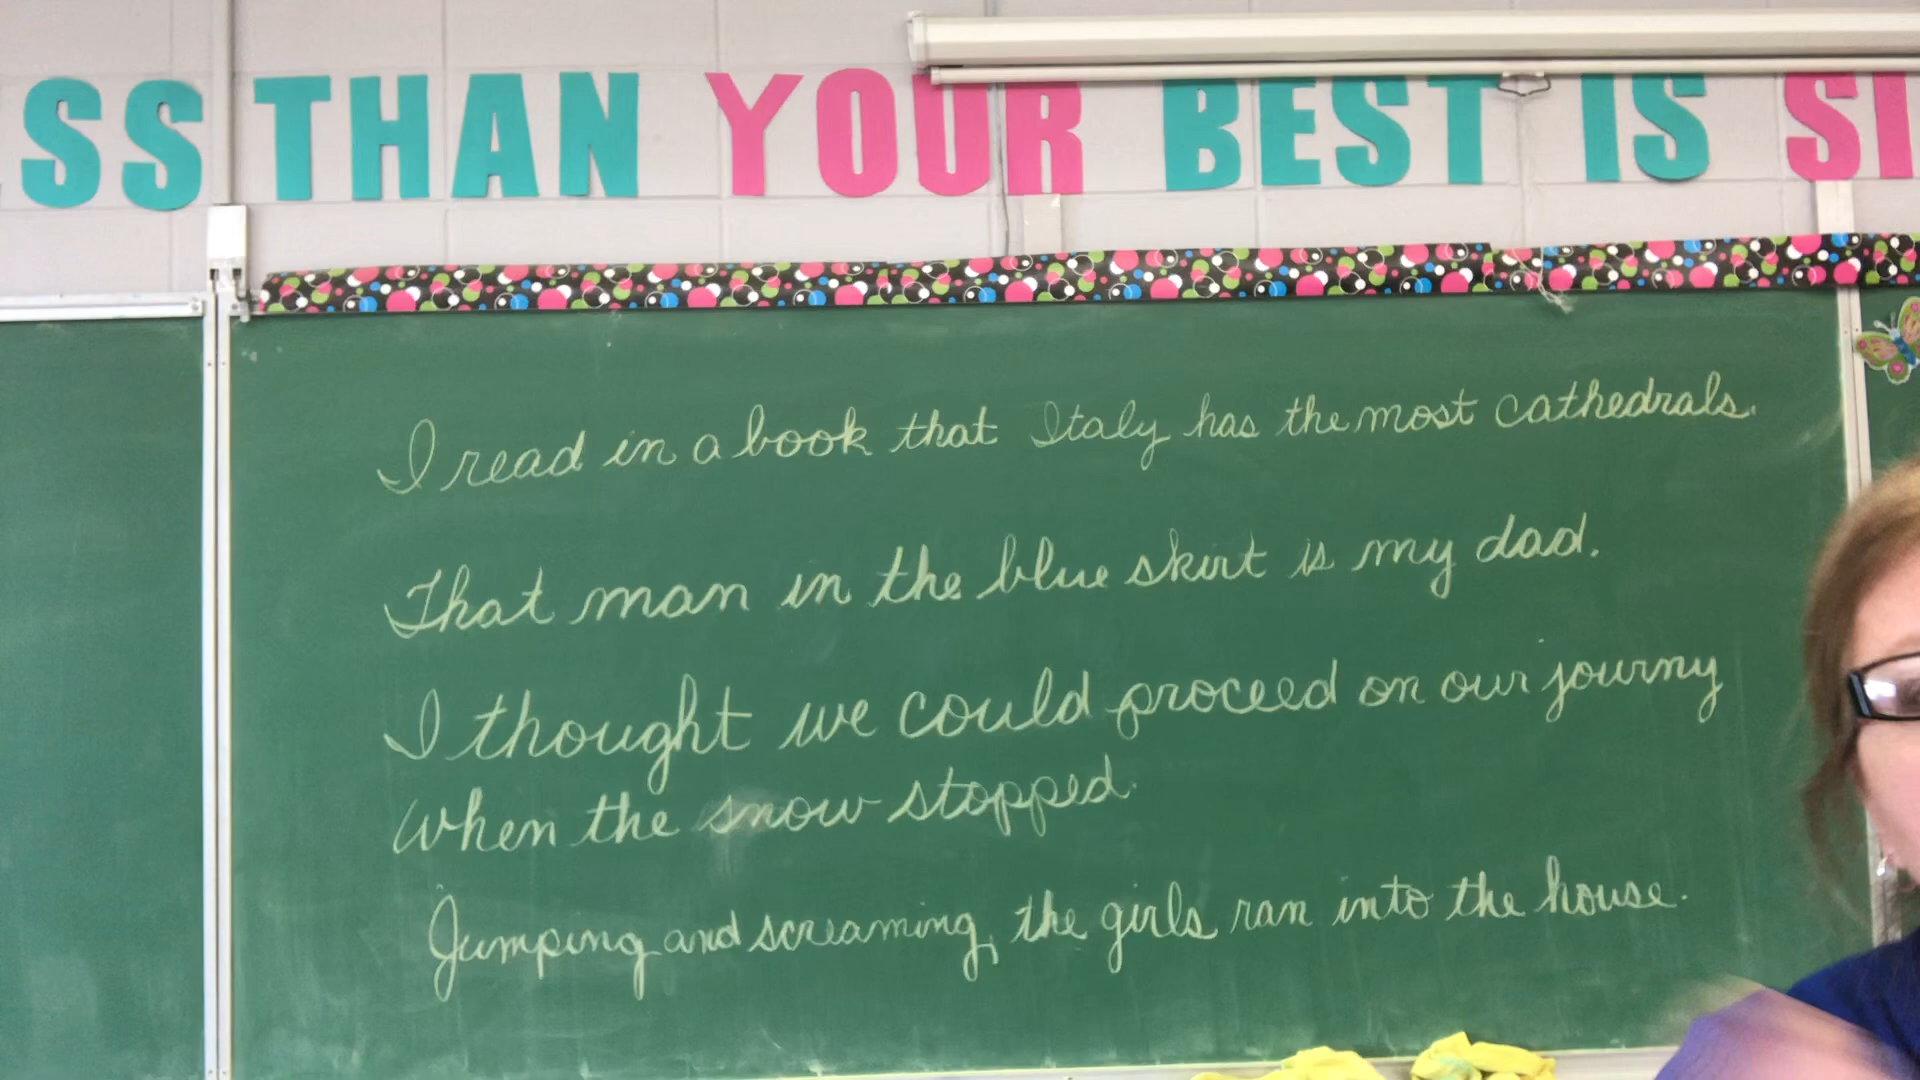 SS THAN YOUR BEST IS SI
I read in a book that Italy has the most cathedrals.
That man in the blue skirt is my dad.
I thought we could proceed on our journy
when the snow stopped.
Jumping and screaming, the girls ran into the house.